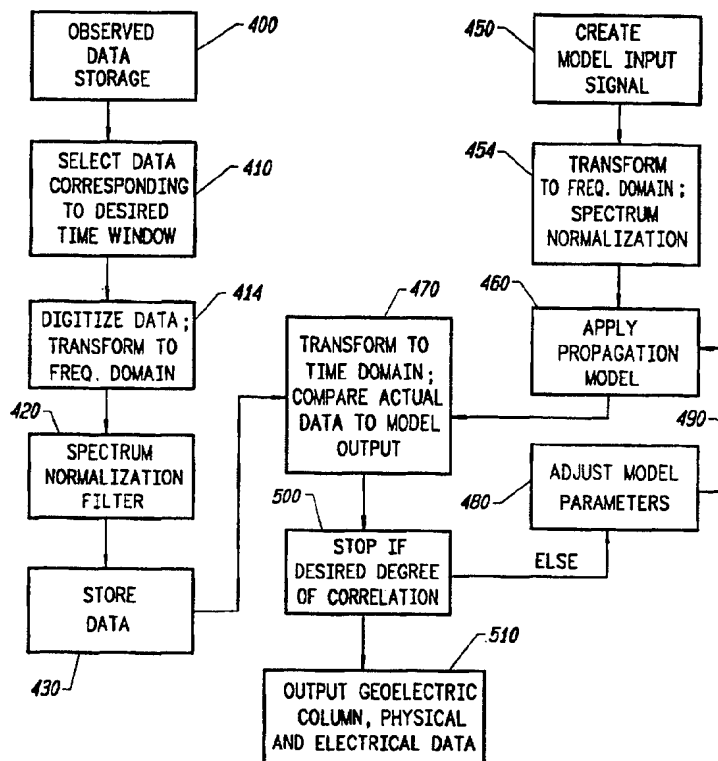 400
OBSERVED
DATA
STORAGE
410
SELECT DATA
CORRESPONDING
TO DESIRED
TIME WINDOW
414
DIGITIZE DATA;
TRANSFORM TO
FREQ. DOMAIN
420
SPECTRUM
NORMALIZATION
FILTER
STORE
DATA
430
450
CREATE
MODEL INPUT
SIGNAL
454
TRANSFORM
TO FREQ. DOMAIN;
SPECTRUM
NORMALIZATION
460
APPLY
PROPAGATION
MODEL
470
TRANSFORM TO
TIME DOMAIN;
COMPARE ACTUAL
DATA TO MODEL
OUTPUT
490
480
ADJUST MODEL
PARAMETERS
500
STOP IF
DESIRED DEGREE
OF CORRELATION
ELSE
510
OUTPUT GEOELECTRIC
COLUMN, PHYSICAL
AND ELECTRICAL DATA